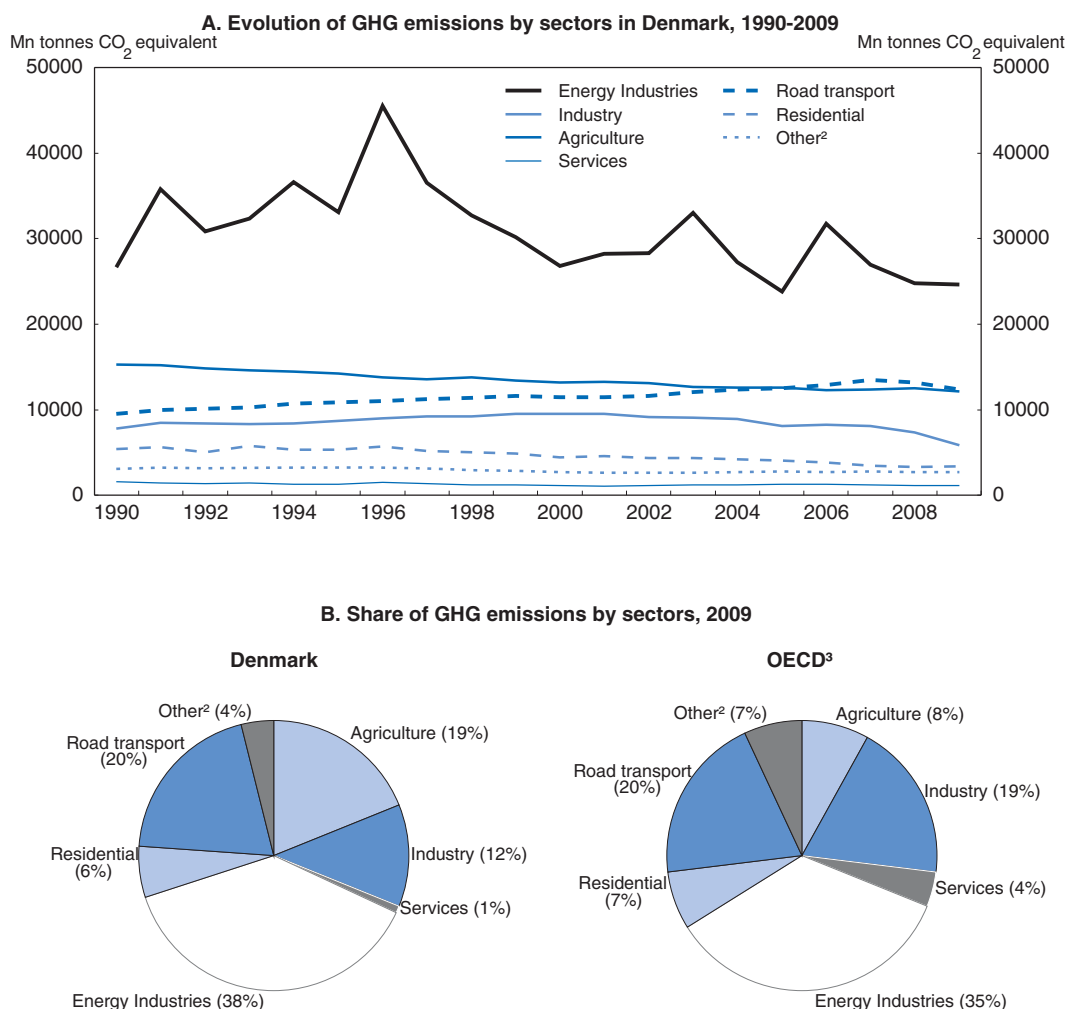 A. Evolution of GHG emissions by sectors in Denmark, 1990-2009
Mn tonnes CO2 equivalent
Mn tonnes CO2 equivalent
50000
50000
Energy Industries
Road transport
Industry
Residential
Agriculture
Other²
Services
40000
40000
30000
30000
20000
20000
10000
10000
0
0
1990 1992 1994 1996 1998 2000 2002 2004 2006 2008
B. Share of GHG emissions by sectors, 2009
Denmark
Other² (4%)
Agriculture (19%)
Road transport
(20%)
Residential
(6%)
Industry (12%)
Services (1%)
Energy Industries (38%)
OECD³
Other² (7%)
Agriculture (8%)
Road transport
(20%)
Industry (19%)
Residential
(7%)
Services (4%)
Energy Industries (35%)